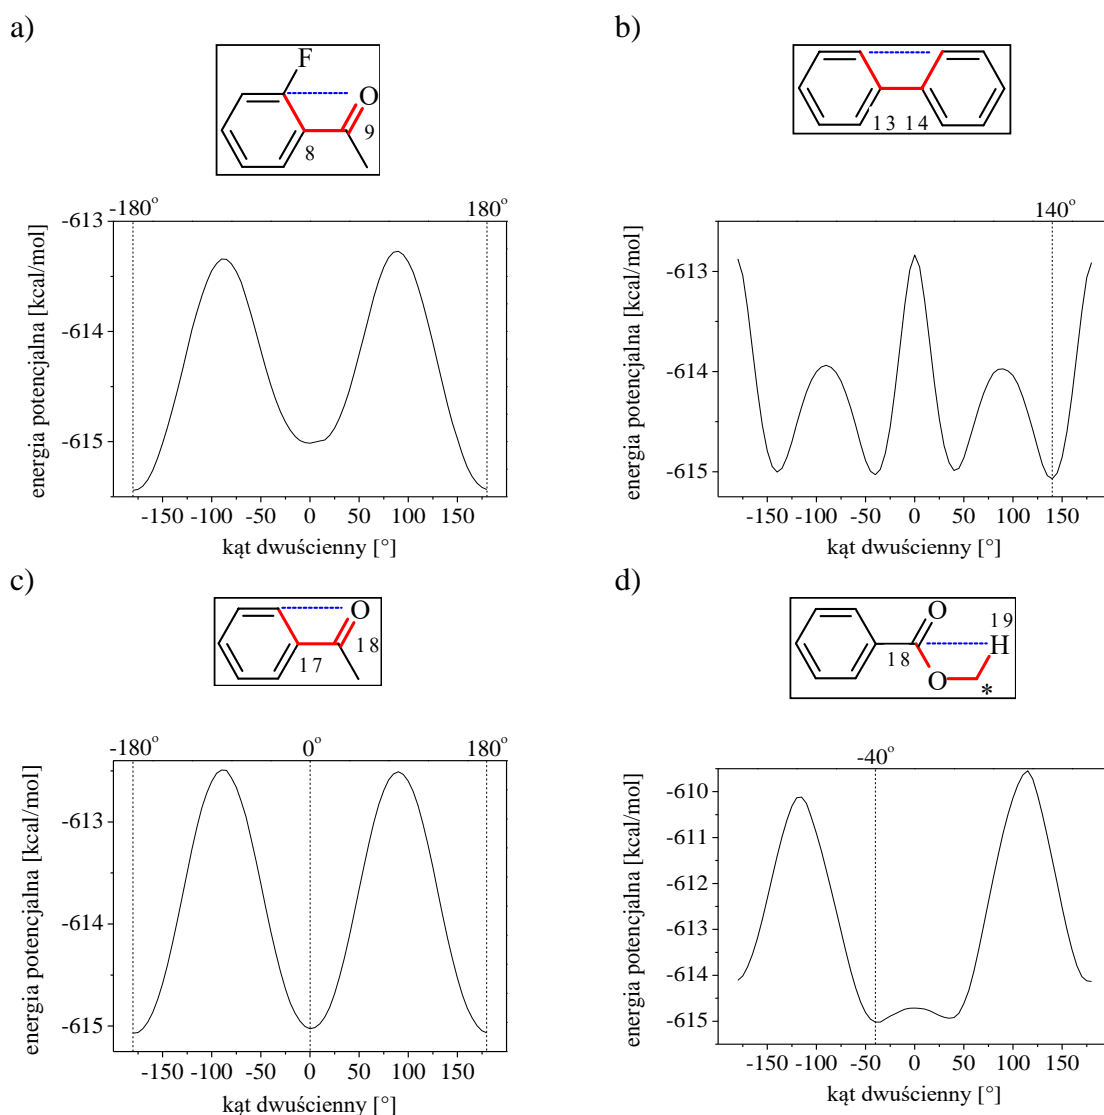 a)
F
O
9
8
-180°
180°
-613
-614
-615
energia potencjalna [kcal/mol]
-150 -100 -50 0 50 100 150
kąt dwuścienny [°]
b)
13 14
140°
-613
-614
-615
energia potencjalna [kcal/mol]
-150 -100 -50 0 50 100 150
kąt dwuścienny [°]
c)
O
18
17
-180°
0°
180°
-613
-614
-615
energia potencjalna [kcal/mol]
-150 -100 -50 0 50 100 150
kąt dwuścienny [°]
d)
O
19
H
18
O
*
-40°
-610
-611
-612
-613
-614
-615
energia potencjalna [kcal/mol]
-150 -100 -50 0 50 100 150
kąt dwuścienny [°]